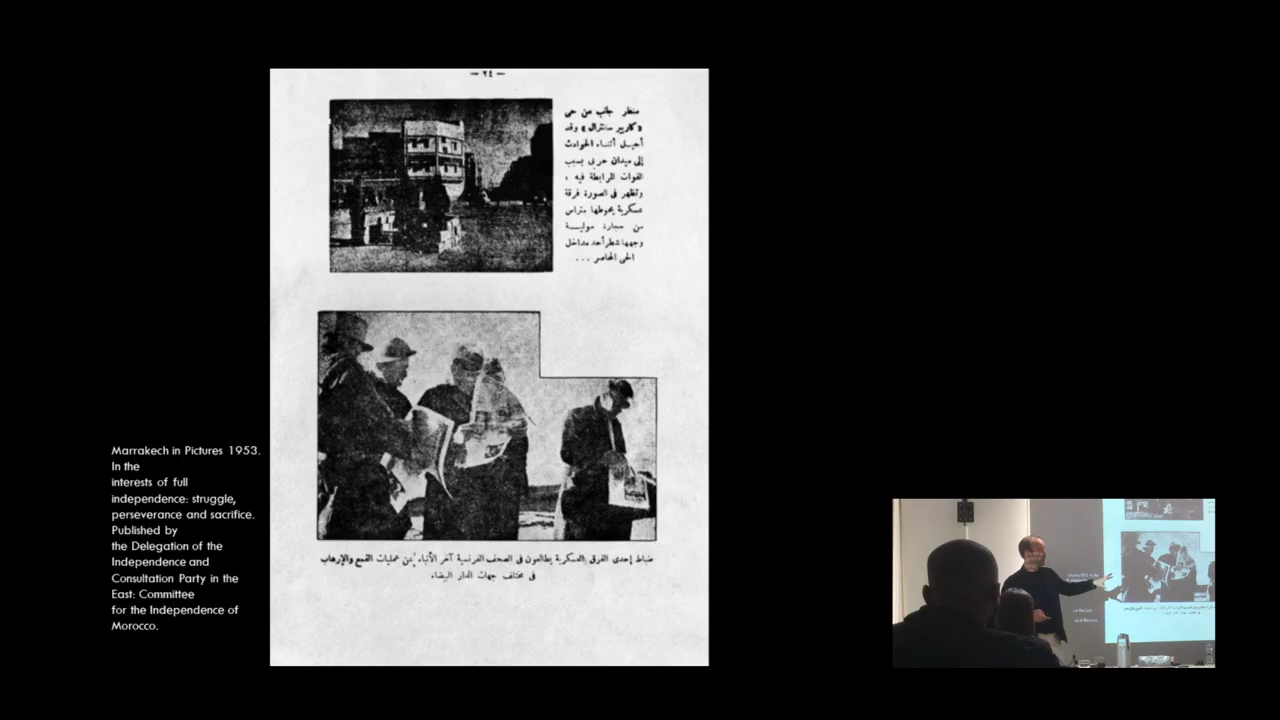 Marrakech in Pictures 1953.
In the
interests of full
independence: struggle,
perseverance and sacrifice.
Published by
the Delegation of the
Independence and
Consultation Party in the
East: Committee
for the Independence of
Morocco.
— ٢٤ —
منظر جانب من حى
«كاريير سانترال» وقد
أحيل أثناء الحوادث
إلى ميدان حربى بسبب
القوات المرابطة فيه ،
وتظهر فى الصورة فرقة
عسكرية يحوطها متراس
من حجارة مولية
وجهها شطر أحد مداخل
الحى المحاصر ...
ضباط إحدى الفرق العسكرية يطالعون فى الصحف الفرنسية آخر الأنباء عن عمليات القمع والإرهاب
فى مختلف جهات الدار البيضاء.